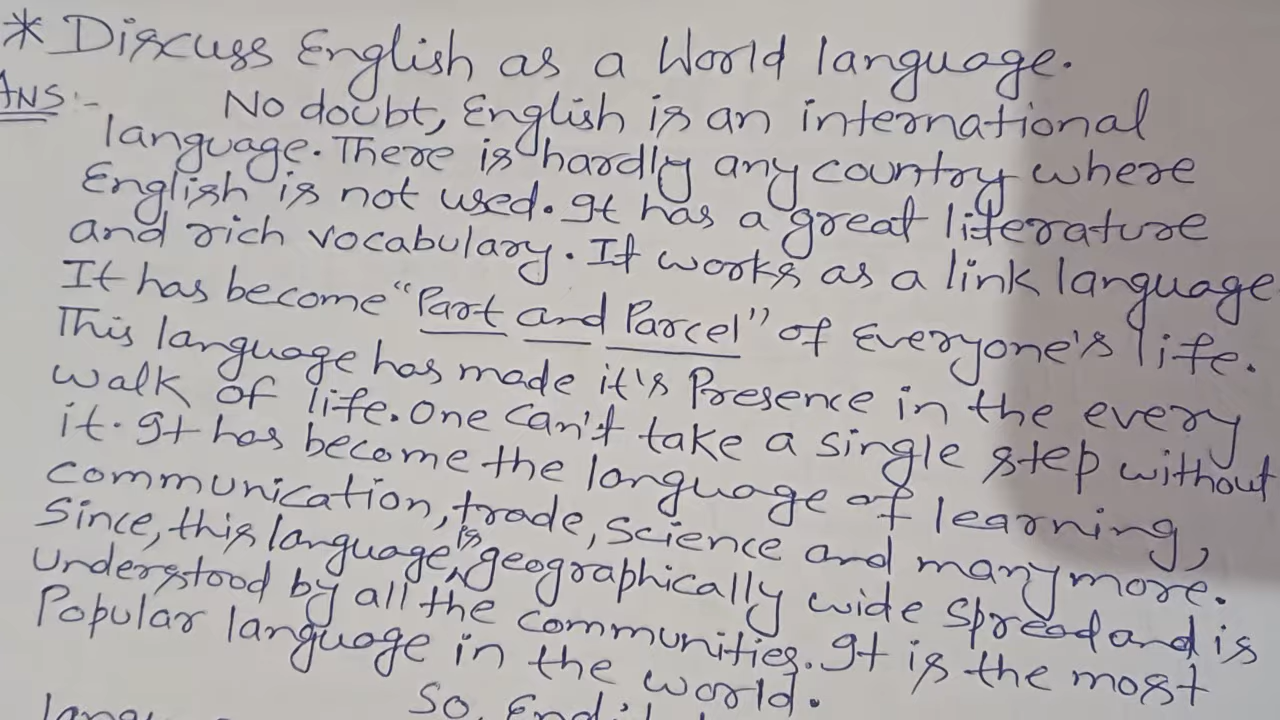 * Discuss English as a World language.
Ans:- No doubt, English is an international
language. There is hardly any country where
English is not used. It has a great literature
and rich vocabulary. It works as a link language
It has become "Part and Parcel" of everyone's life.
This language has made it's Presence in the every
walk of life. One can't take a single step without
it. It has become the language of learning,
communication, trade, science and many more.
Since, this language is geographically wide spread and is
understood by all the communities. It is the most
Popular language in the world.
So,